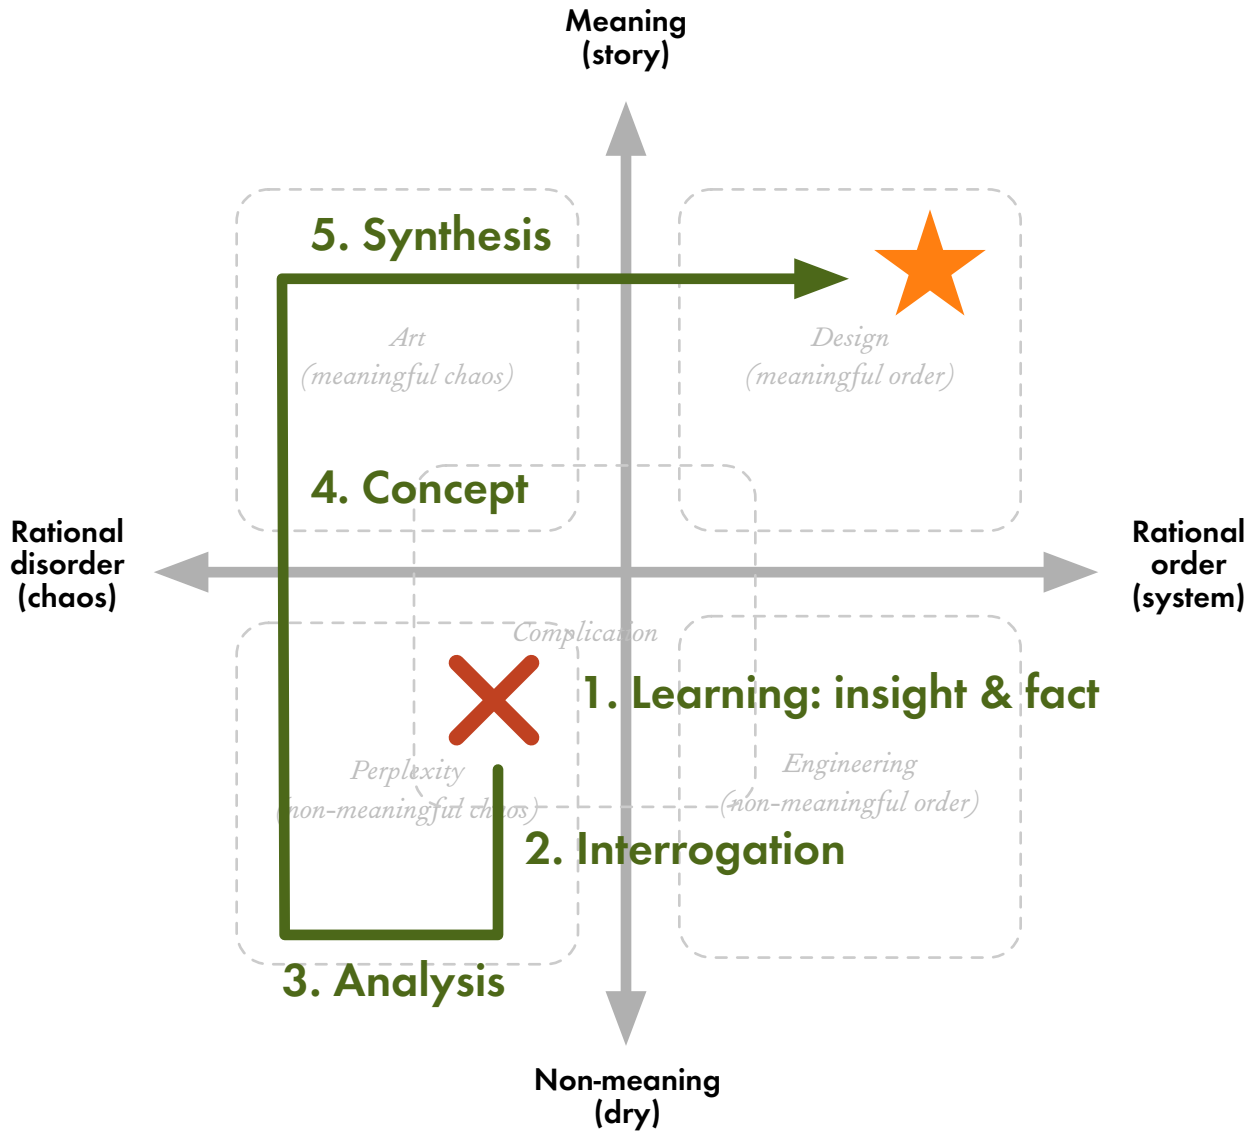 Meaning
(story)
5. Synthesis
Art
(meaningful chaos)
Design
(meaningful order)
4. Concept
Rational
disorder
(chaos)
Rational
order
(system)
Complication
1. Learning: insight & fact
Perplexity
(non-meaningful chaos)
Engineering
(non-meaningful order)
2. Interrogation
3. Analysis
Non-meaning
(dry)